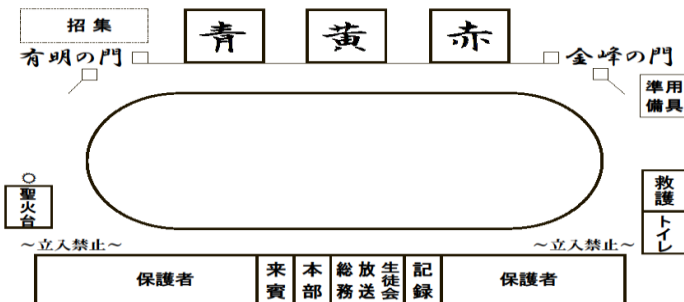 招集
青
黄
赤
有明の門
金峰の門
準備
用具
聖火台
救護
トイレ
～立入禁止～
～立入禁止～
保護者
来賓
本部
総務
放送
生徒会
記録
保護者